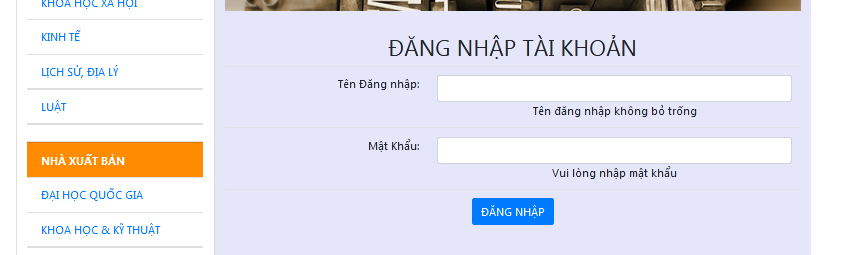 KHOA HỌC XÃ HỘI
KINH TẾ
LỊCH SỬ, ĐỊA LÝ
LUẬT
NHÀ XUẤT BẢN
ĐẠI HỌC QUỐC GIA
KHOA HỌC & KỸ THUẬT
ĐĂNG NHẬP TÀI KHOẢN
Tên Đăng nhập:
Tên đăng nhập không bỏ trống
Mật Khẩu:
Vui lòng nhập mật khẩu
ĐĂNG NHẬP